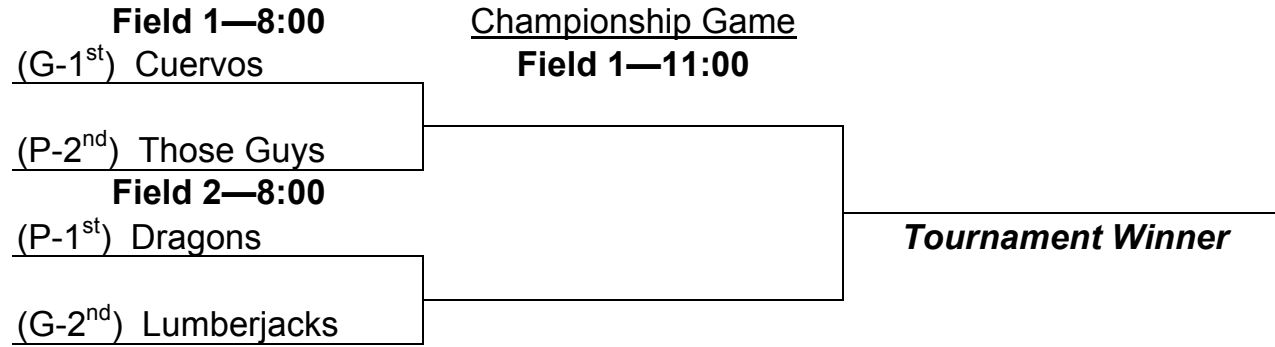 Field 1—8:00
Championship Game
(G-1st) Cuervos
Field 1—11:00
(P-2nd) Those Guys
Field 2—8:00
(P-1st) Dragons
Tournament Winner
(G-2nd) Lumberjacks